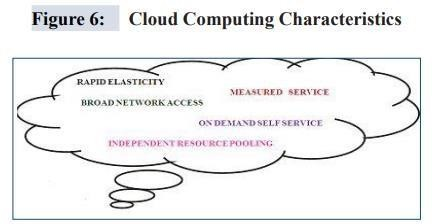 Figure 6: Cloud Computing Characteristics
RAPID ELASTICITY
MEASURED SERVICE
BROAD NETWORK ACCESS
ON DEMAND SELF SERVICE
INDEPENDENT RESOURCE POOLING